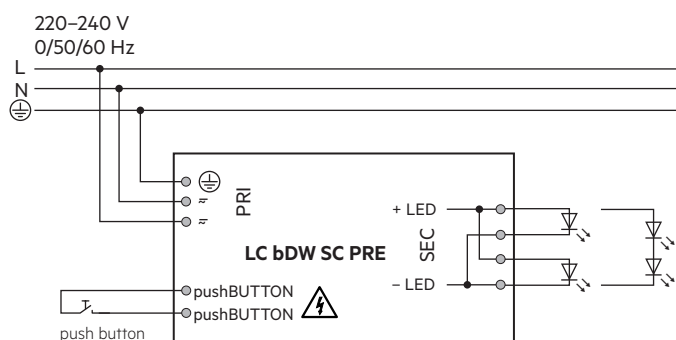 220–240 V
0/50/60 Hz
L
N
PRI
+ LED
SEC
LC bDW SC PRE
– LED
pushBUTTON
pushBUTTON
push button